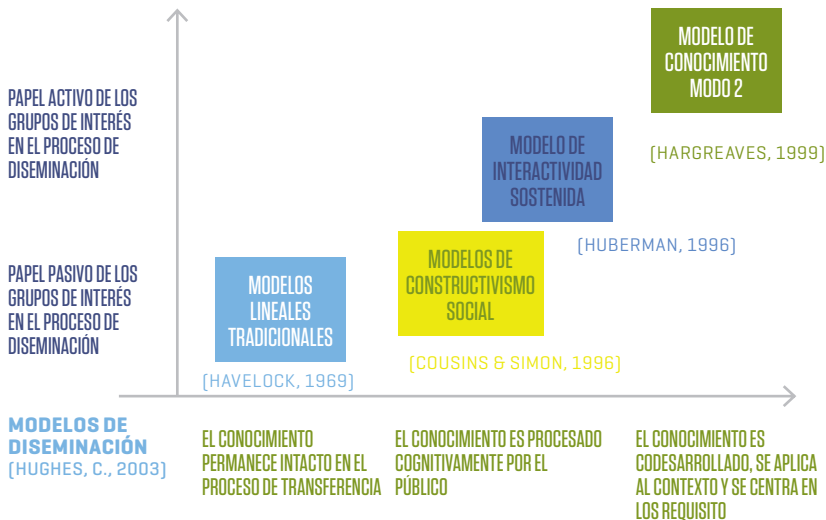 MODELO DE
CONOCIMIENTO
MODO 2
(HARGREAVES, 1999)
PAPEL ACTIVO DE LOS
GRUPOS DE INTERÉS
EN EL PROCESO DE
DISEMINACIÓN
MODELO DE
INTERACTIVIDAD
SOSTENIDA
(HUBERMAN, 1996)
PAPEL PASIVO DE LOS
GRUPOS DE INTERÉS
EN EL PROCESO DE
DISEMINACIÓN
MODELOS
LINEALES
TRADICIONALES
(HAVELOCK, 1969)
MODELOS DE
CONSTRUCTIVISMO
SOCIAL
(COUSINS & SIMON, 1996)
MODELOS DE
DISEMINACIÓN
(HUGHES, C., 2003)
EL CONOCIMIENTO
PERMANECE INTACTO EN EL
PROCESO DE TRANSFERENCIA
EL CONOCIMIENTO ES PROCESADO
COGNITIVAMENTE POR EL
PÚBLICO
EL CONOCIMIENTO ES
CODESARROLLADO, SE APLICA
AL CONTEXTO Y SE CENTRA EN
LOS REQUISITO